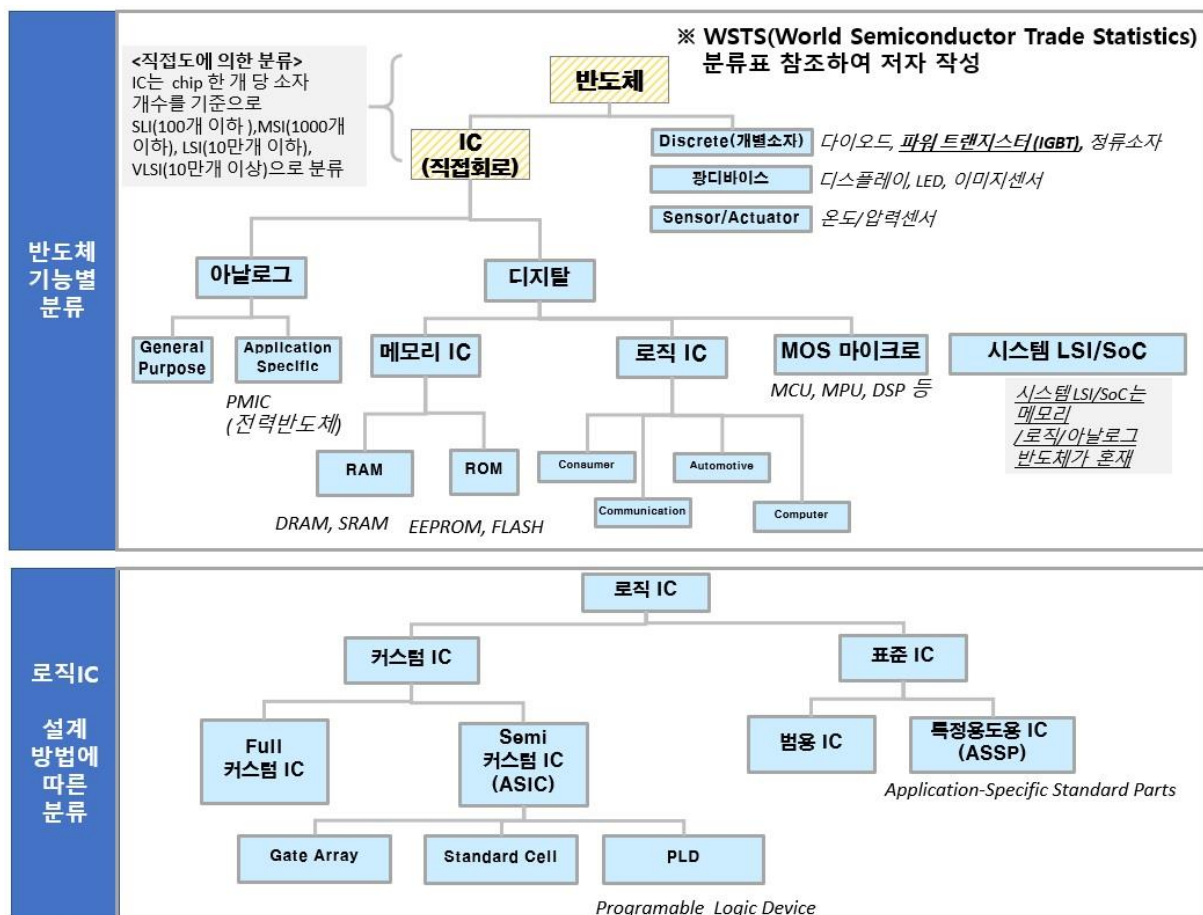 반도체
기능별
분류
<직접도에 의한 분류>
IC는 chip 한 개 당 소자
개수를 기준으로
SLI(100개 이하 ),MSI(1000개
이하), LSI(10만개 이하),
VLSI(10만개 이상)으로 분류
※ WSTS(World Semiconductor Trade Statistics)
분류표 참조하여 저자 작성
반도체
IC
(직접회로)
Discrete(개별소자) 다이오드, 파워 트랜지스터(IGBT), 정류소자
광디바이스 디스플레이, LED, 이미지센서
Sensor/Actuator 온도/압력센서
아날로그
디지탈
General
Purpose
Application
Specific
PMIC
(전력반도체)
메모리 IC
로직 IC
MOS 마이크로
MCU, MPU, DSP 등
시스템 LSI/SoC
시스템 LSI/SoC는
메모리
/로직/아날로그
반도체가 혼재
RAM
ROM
DRAM, SRAM
EEPROM, FLASH
Consumer
Automotive
Communication
Computer
로직IC
설계
방법에
따른
분류
로직 IC
커스텀 IC
표준 IC
Full
커스텀 IC
Semi
커스텀 IC
(ASIC)
범용 IC
특정용도용 IC
(ASSP)
Application-Specific Standard Parts
Gate Array
Standard Cell
PLD
Programable Logic Device